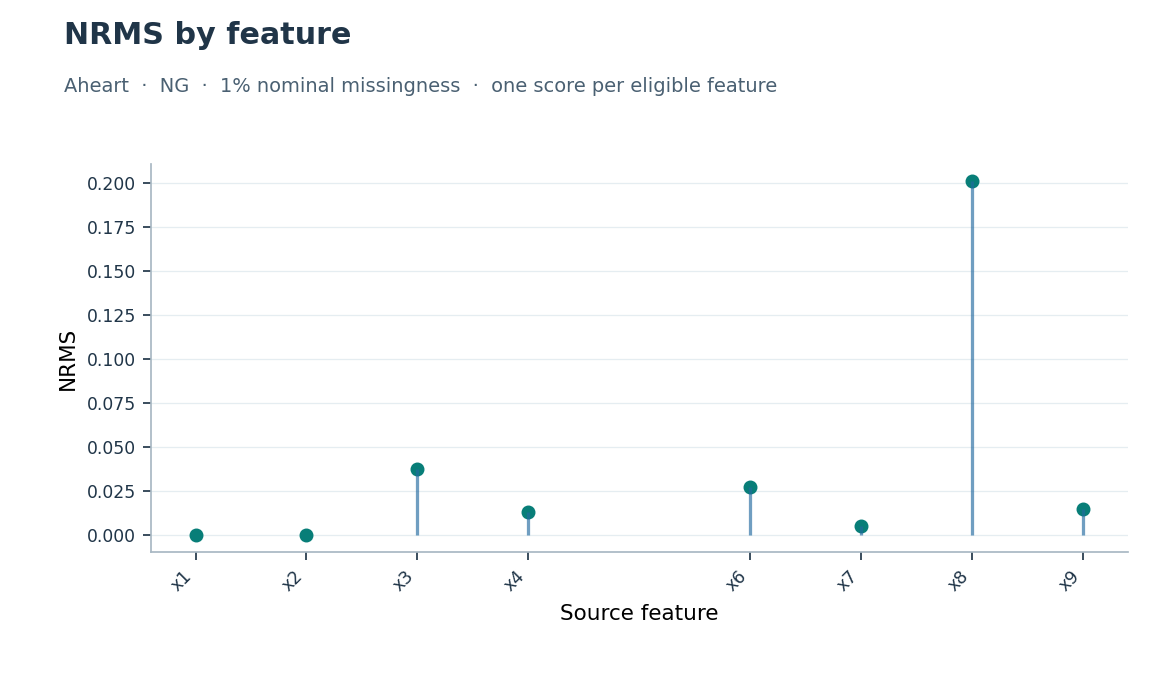 NRMS by feature
Aheart · NG · 1% nominal missingness · one score per eligible feature
0.200
0.175
0.150
0.125
0.100
0.075
0.050
0.025
0.000
NRMS
x1 x2 x3 x4 x6 x7 x8 x9
Source feature